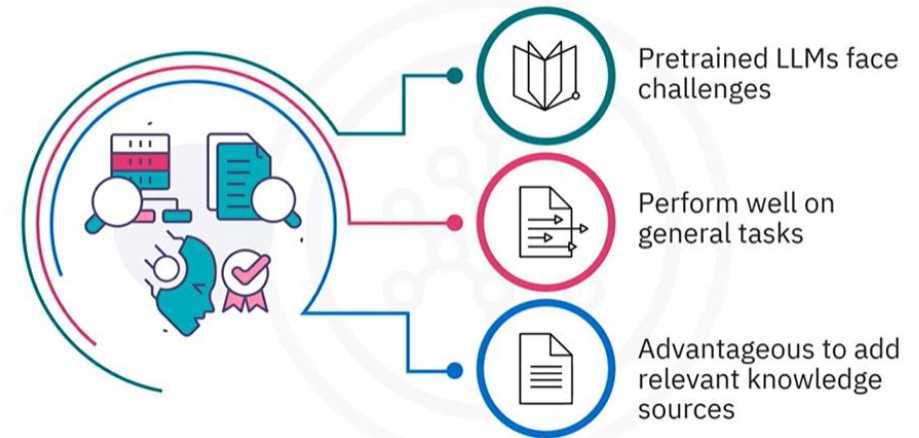 Pretrained LLMs face
challenges
Perform well on
general tasks
Advantageous to add
relevant knowledge
sources